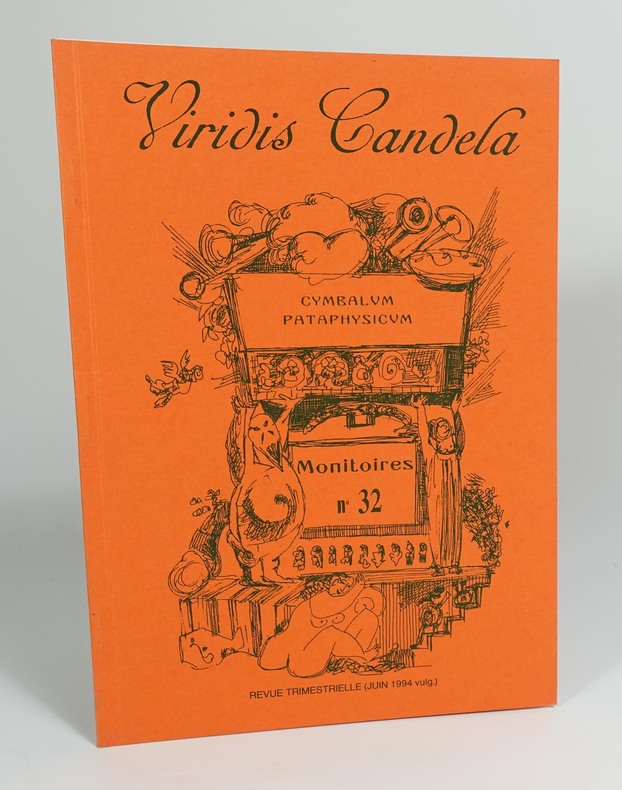 Viridis Candela
CYMBALVM
PATAPHYSICVM
Monitoires
n° 32
REVUE TRIMESTRIELLE (JUIN 1994 vulg.)